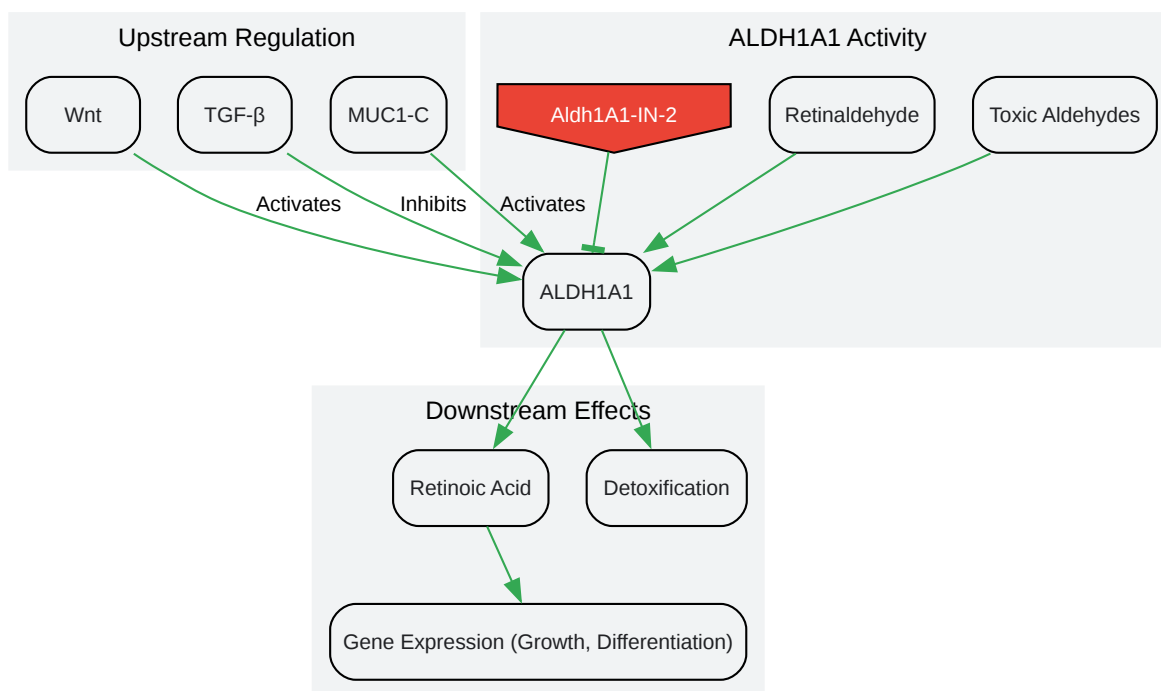 Upstream Regulation
ALDH1A1 Activity
Wnt
TGF-β
MUC1-C
Aldh1A1-IN-2
Retinaldehyde
Toxic Aldehydes
Activates
Inhibits
Activates
ALDH1A1
Downstream Effects
Retinoic Acid
Detoxification
Gene Expression (Growth, Differentiation)